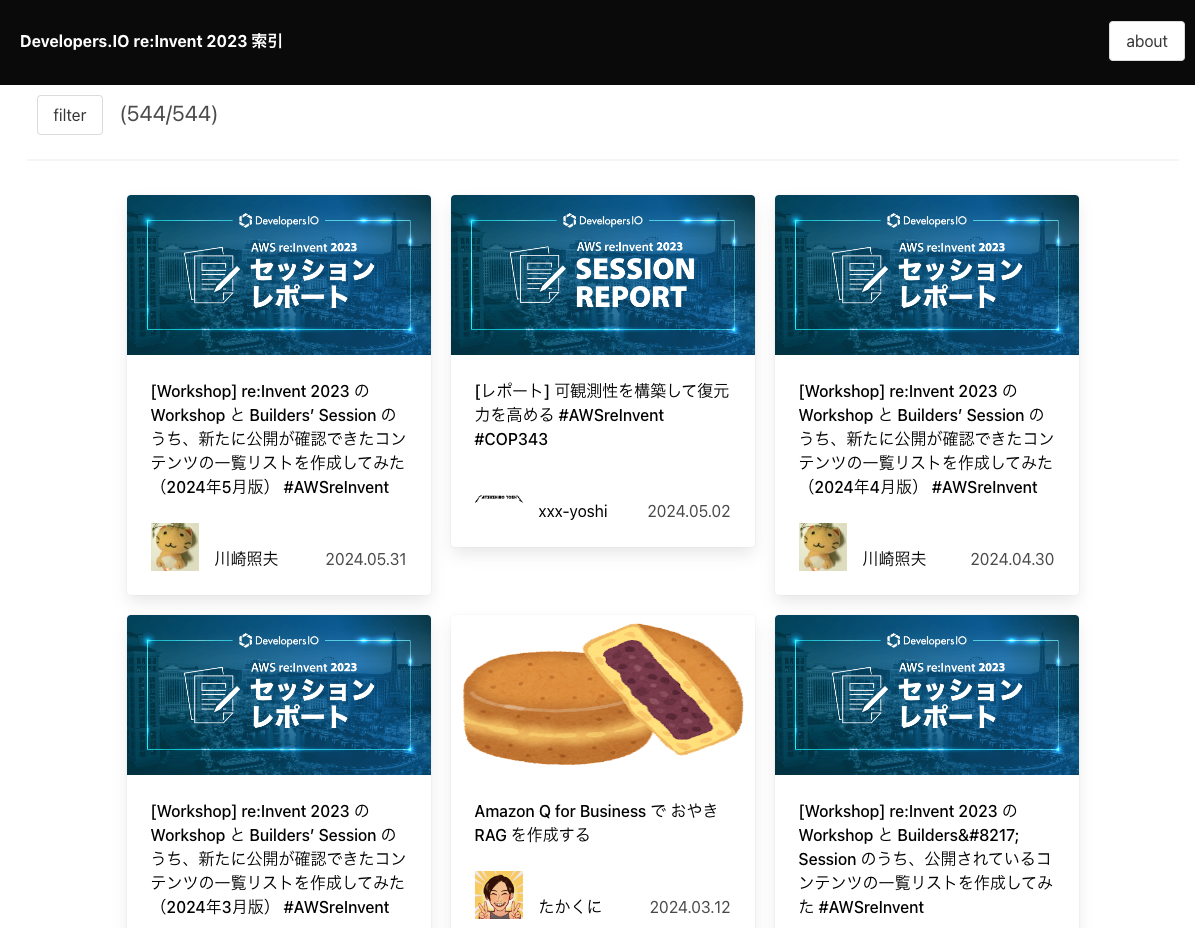 Developers.IO re:Invent 2023 索引
about
filter
(544/544)
DevelopersIO
AWS re:Invent 2023
セッション
レポート
[Workshop] re:Invent 2023 の
Workshop と Builders’ Session の
うち、新たに公開が確認できたコン
テンツの一覧リストを作成してみた
（2024年5月版） #AWSreInvent
川崎照夫
2024.05.31
DevelopersIO
AWS re:Invent 2023
SESSION
REPORT
[レポート] 可観測性を構築して復元
力を高める #AWSreInvent
#COP343
xxx-yoshi
2024.05.02
DevelopersIO
AWS re:Invent 2023
セッション
レポート
[Workshop] re:Invent 2023 の
Workshop と Builders’ Session の
うち、新たに公開が確認できたコン
テンツの一覧リストを作成してみた
（2024年4月版） #AWSreInvent
川崎照夫
2024.04.30
DevelopersIO
AWS re:Invent 2023
セッション
レポート
[Workshop] re:Invent 2023 の
Workshop と Builders’ Session の
うち、新たに公開が確認できたコン
テンツの一覧リストを作成してみた
（2024年3月版） #AWSreInvent
Amazon Q for Business で おやき
RAG を作成する
たかくに
2024.03.12
DevelopersIO
AWS re:Invent 2023
セッション
レポート
[Workshop] re:Invent 2023 の
Workshop と Builders&#8217;
Session のうち、公開されているコ
ンテンツの一覧リストを作成してみ
た #AWSreInvent